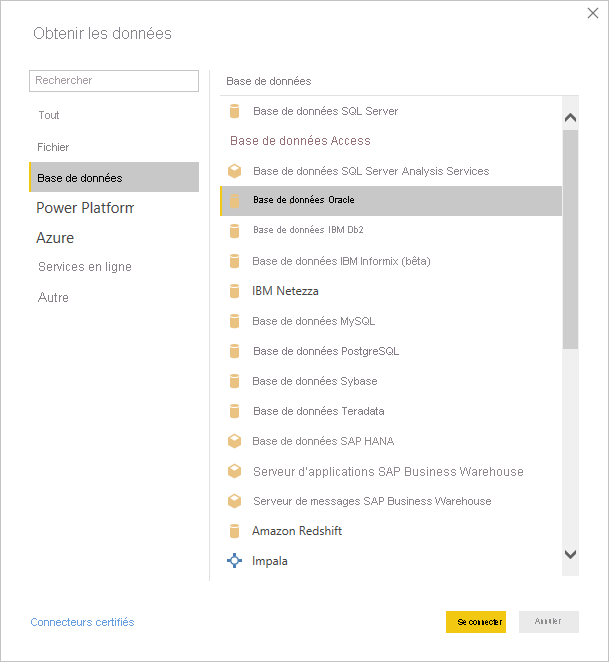 Obtenir les données
Rechercher
Tout
Fichier
Base de données
Power Platform
Azure
Services en ligne
Autre
Base de données
Base de données SQL Server
Base de données Access
Base de données SQL Server Analysis Services
Base de données Oracle
Base de données IBM Db2
Base de données IBM Informix (bêta)
IBM Netezza
Base de données MySQL
Base de données PostgreSQL
Base de données Sybase
Base de données Teradata
Base de données SAP HANA
Serveur d'applications SAP Business Warehouse
Serveur de messages SAP Business Warehouse
Amazon Redshift
Impala
Connecteurs certifiés
Se connecter
Annuler